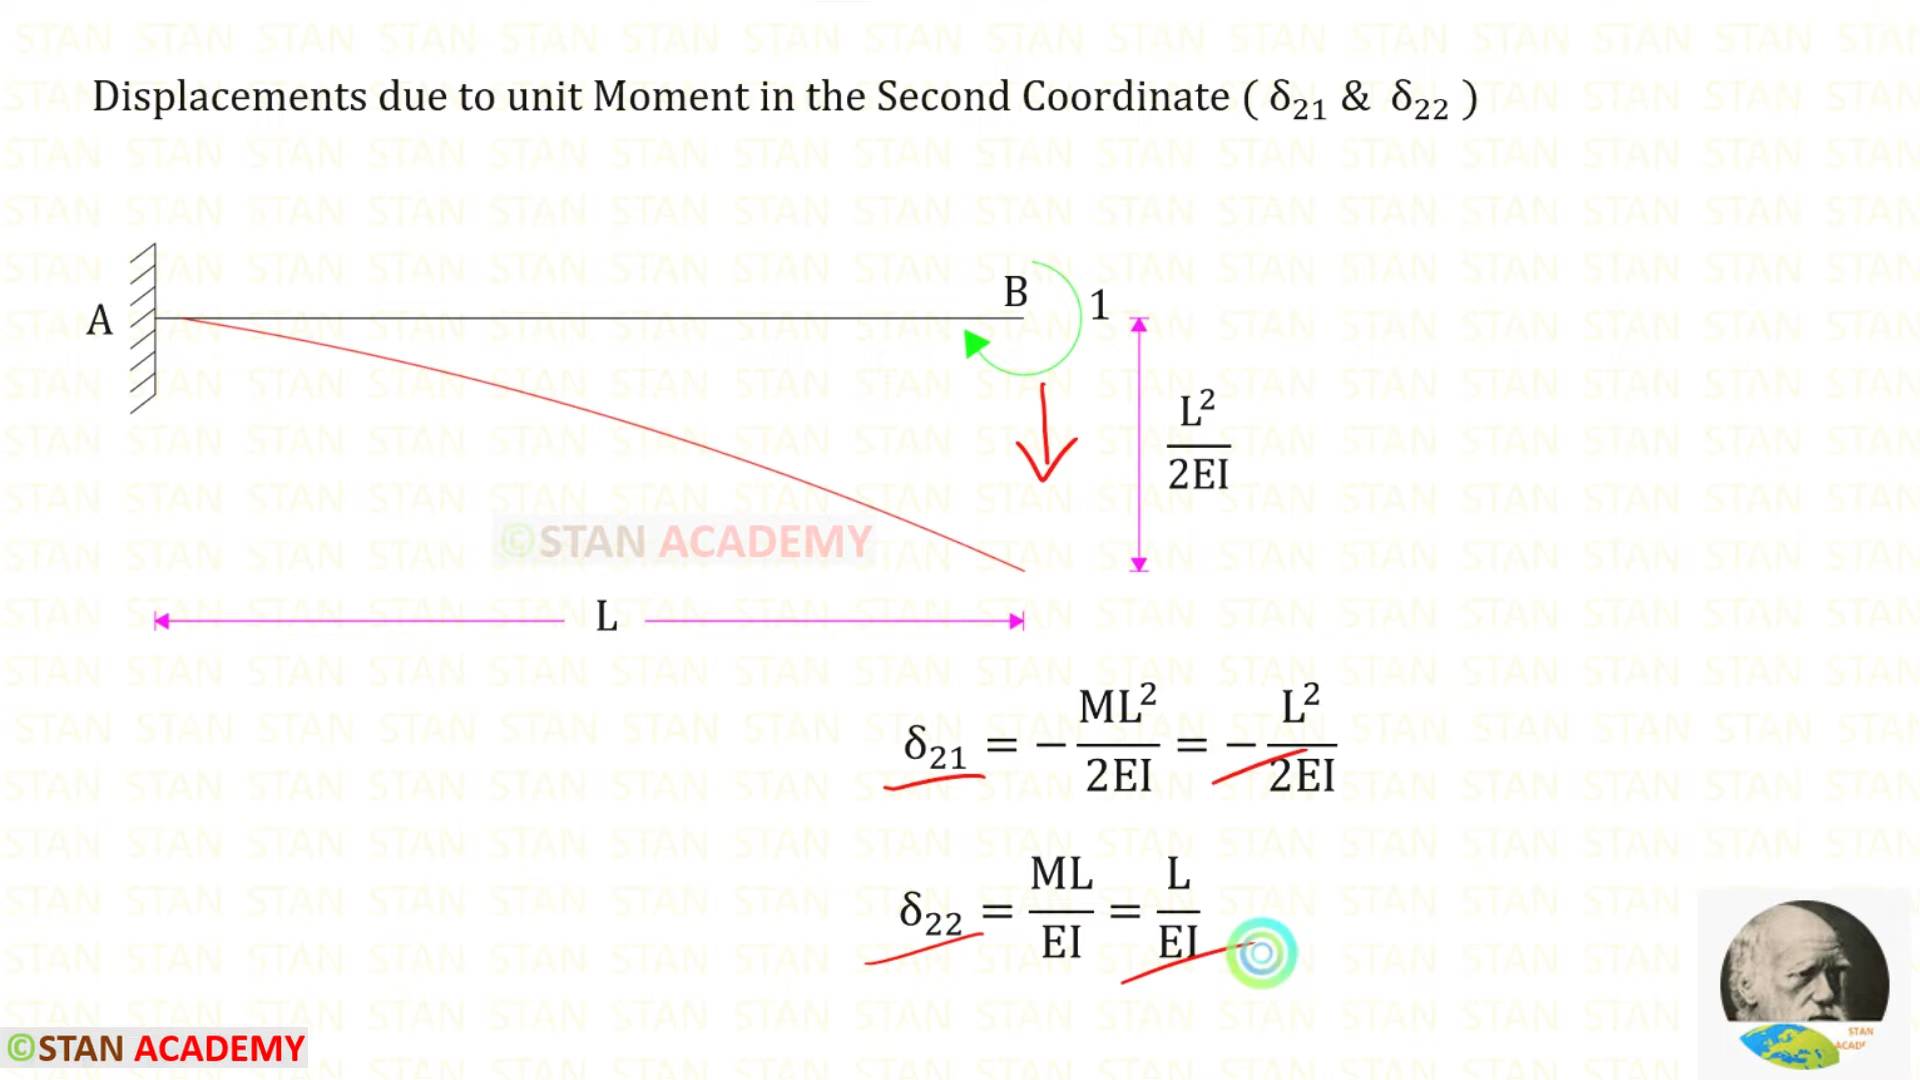 Displacements due to unit Moment in the Second Coordinate ( δ₂₁ & δ₂₂ )
A
B
1
L²
2EI
©STAN ACADEMY
L
δ₂₁ = − ML²/2EI = − L²/2EI
δ₂₂ = ML/EI = L/EI
©STAN ACADEMY
STAN